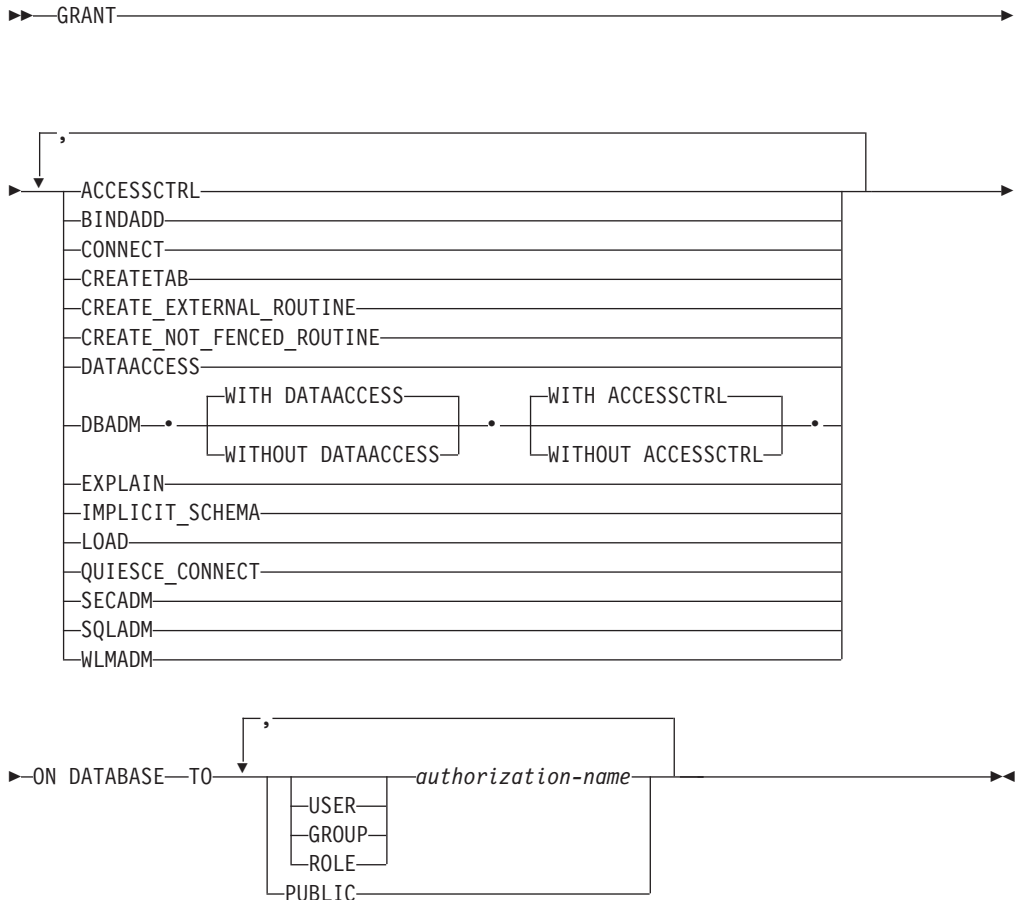 GRANT
,
ACCESSCTRL
BINDADD
CONNECT
CREATETAB
CREATE_EXTERNAL_ROUTINE
CREATE_NOT_FENCED_ROUTINE
DATAACCESS
WITH DATAACCESS WITH ACCESSCTRL
DBADM • • •
WITHOUT DATAACCESS WITHOUT ACCESSCTRL
EXPLAIN
IMPLICIT_SCHEMA
LOAD
QUIESCE_CONNECT
SECADM
SQLADM
WLMADM
,
ON DATABASE TO authorization-name
USER
GROUP
ROLE
PUBLIC